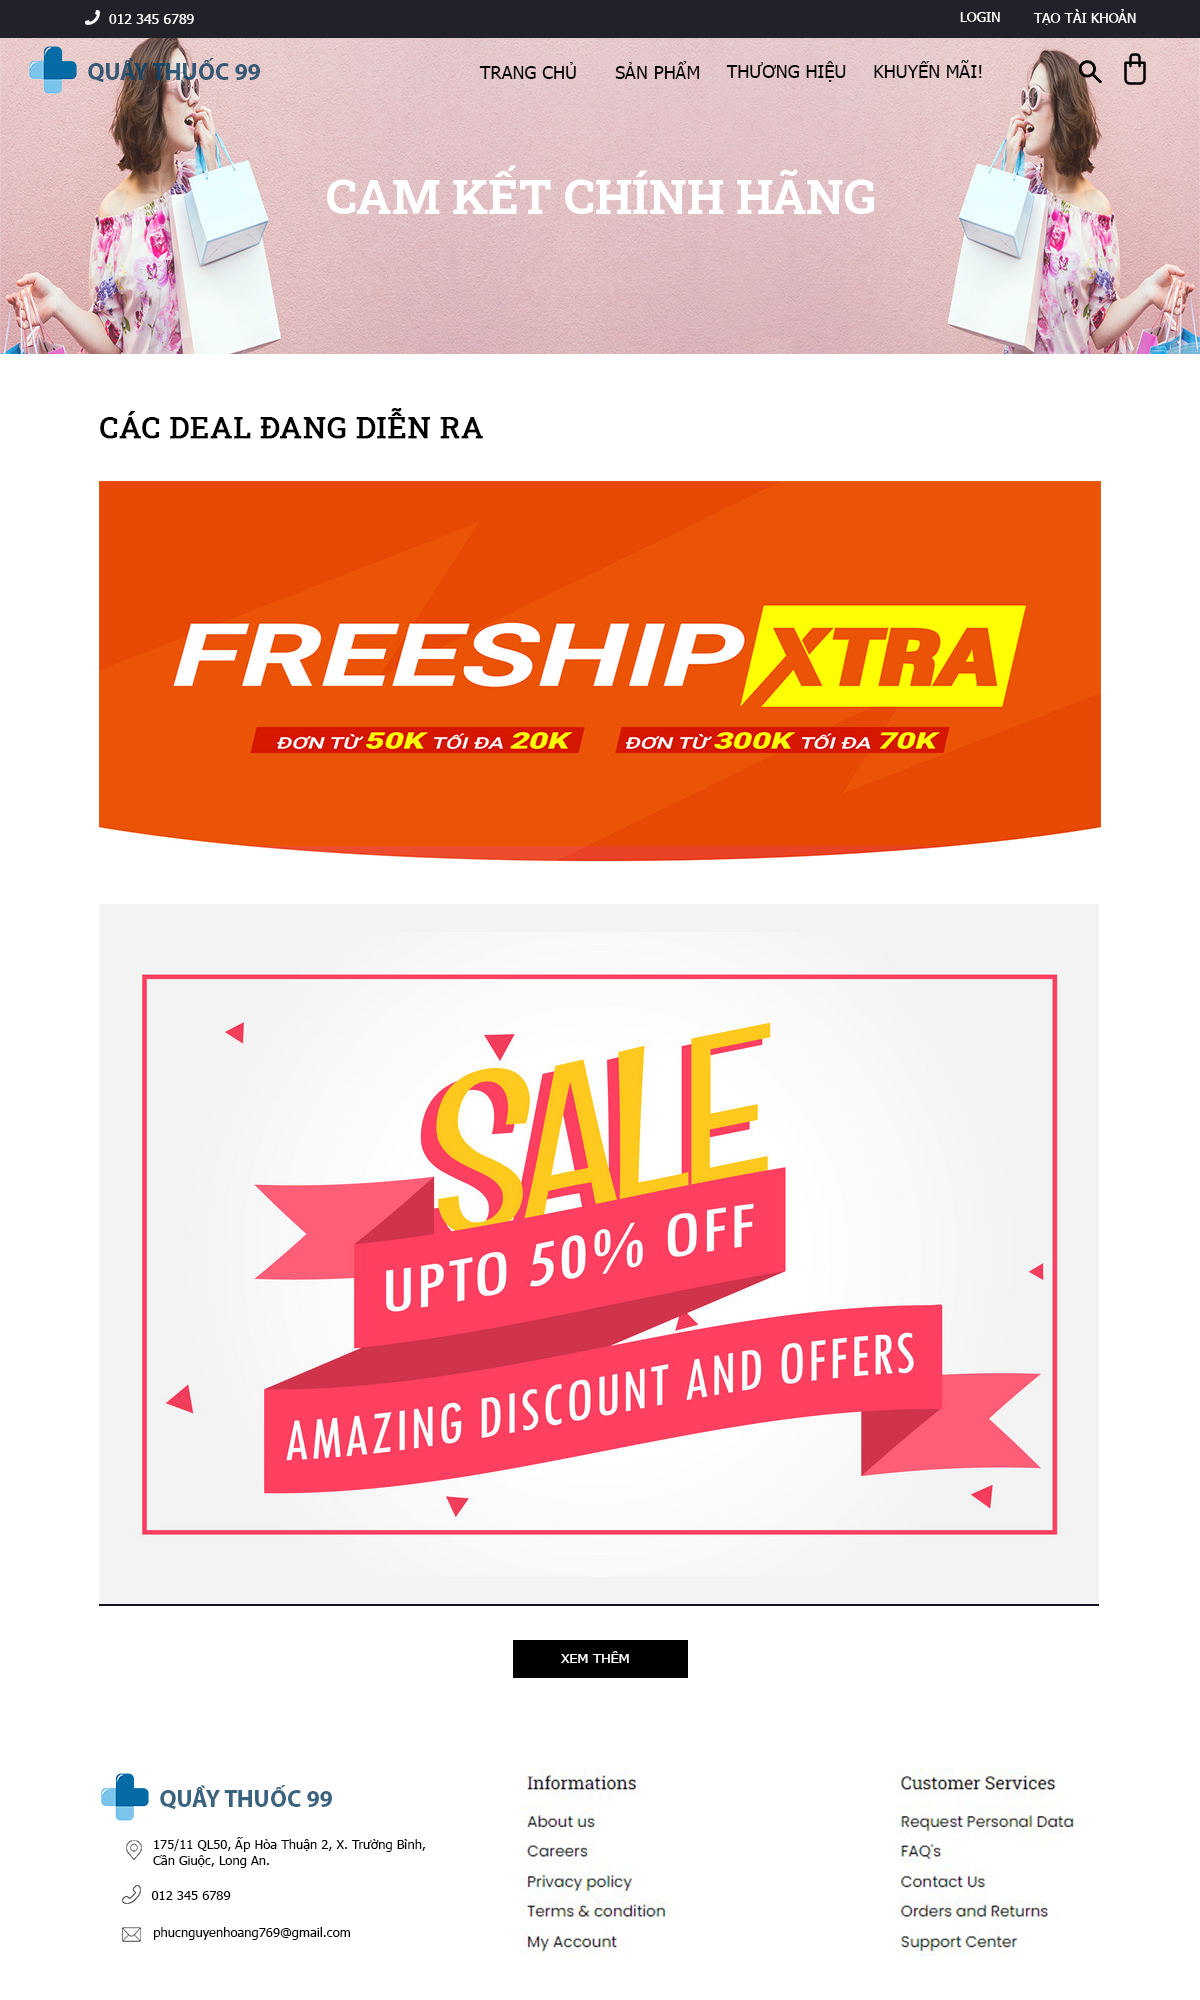 012 345 6789
LOGIN
TẠO TÀI KHOẢN
QUẦY THUỐC 99
TRANG CHỦ
SẢN PHẨM
THƯƠNG HIỆU
KHUYẾN MÃI!
CAM KẾT CHÍNH HÃNG
CÁC DEAL ĐANG DIỄN RA
FREESHIP XTRA
ĐƠN TỪ 50K TỐI ĐA 20K
ĐƠN TỪ 300K TỐI ĐA 70K
SALE
UPTO 50% OFF
AMAZING DISCOUNT AND OFFERS
XEM THÊM
QUẦY THUỐC 99
175/11 QL50, Ấp Hòa Thuận 2, X. Trường Bình,
Cần Giuộc, Long An.
012 345 6789
phucnguyenhoang769@gmail.com
Informations
About us
Careers
Privacy policy
Terms & condition
My Account
Customer Services
Request Personal Data
FAQ's
Contact Us
Orders and Returns
Support Center